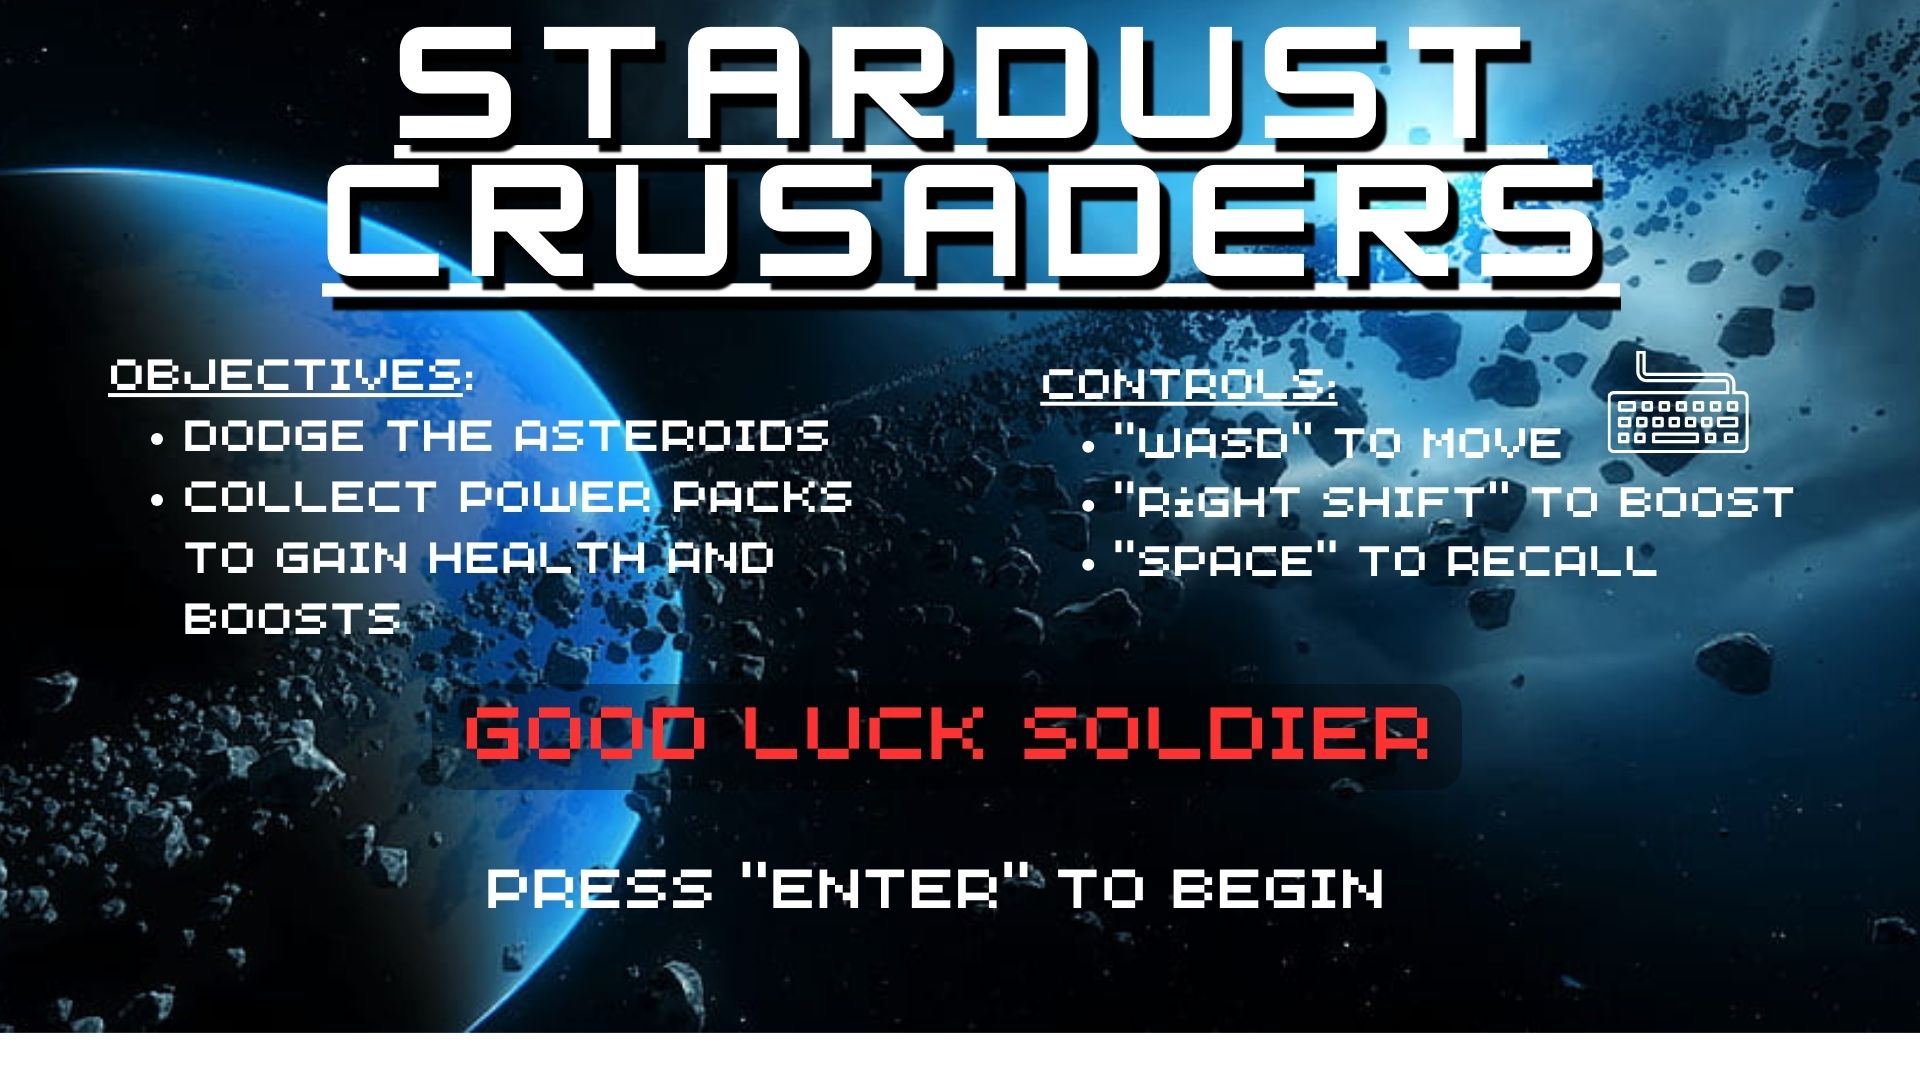 STARDUST
CRUSADERS
OBJECTIVES:
• DODGE THE ASTEROIDS
• COLLECT POWER PACKS
TO GAIN HEALTH AND
BOOSTS
CONTROLS:
• "WASD" TO MOVE
• "RiGHT SHIFT" TO BOOST
• "SPACE" TO RECALL
GOOD LUCK SOLDIER
PRESS "ENTER" TO BEGIN